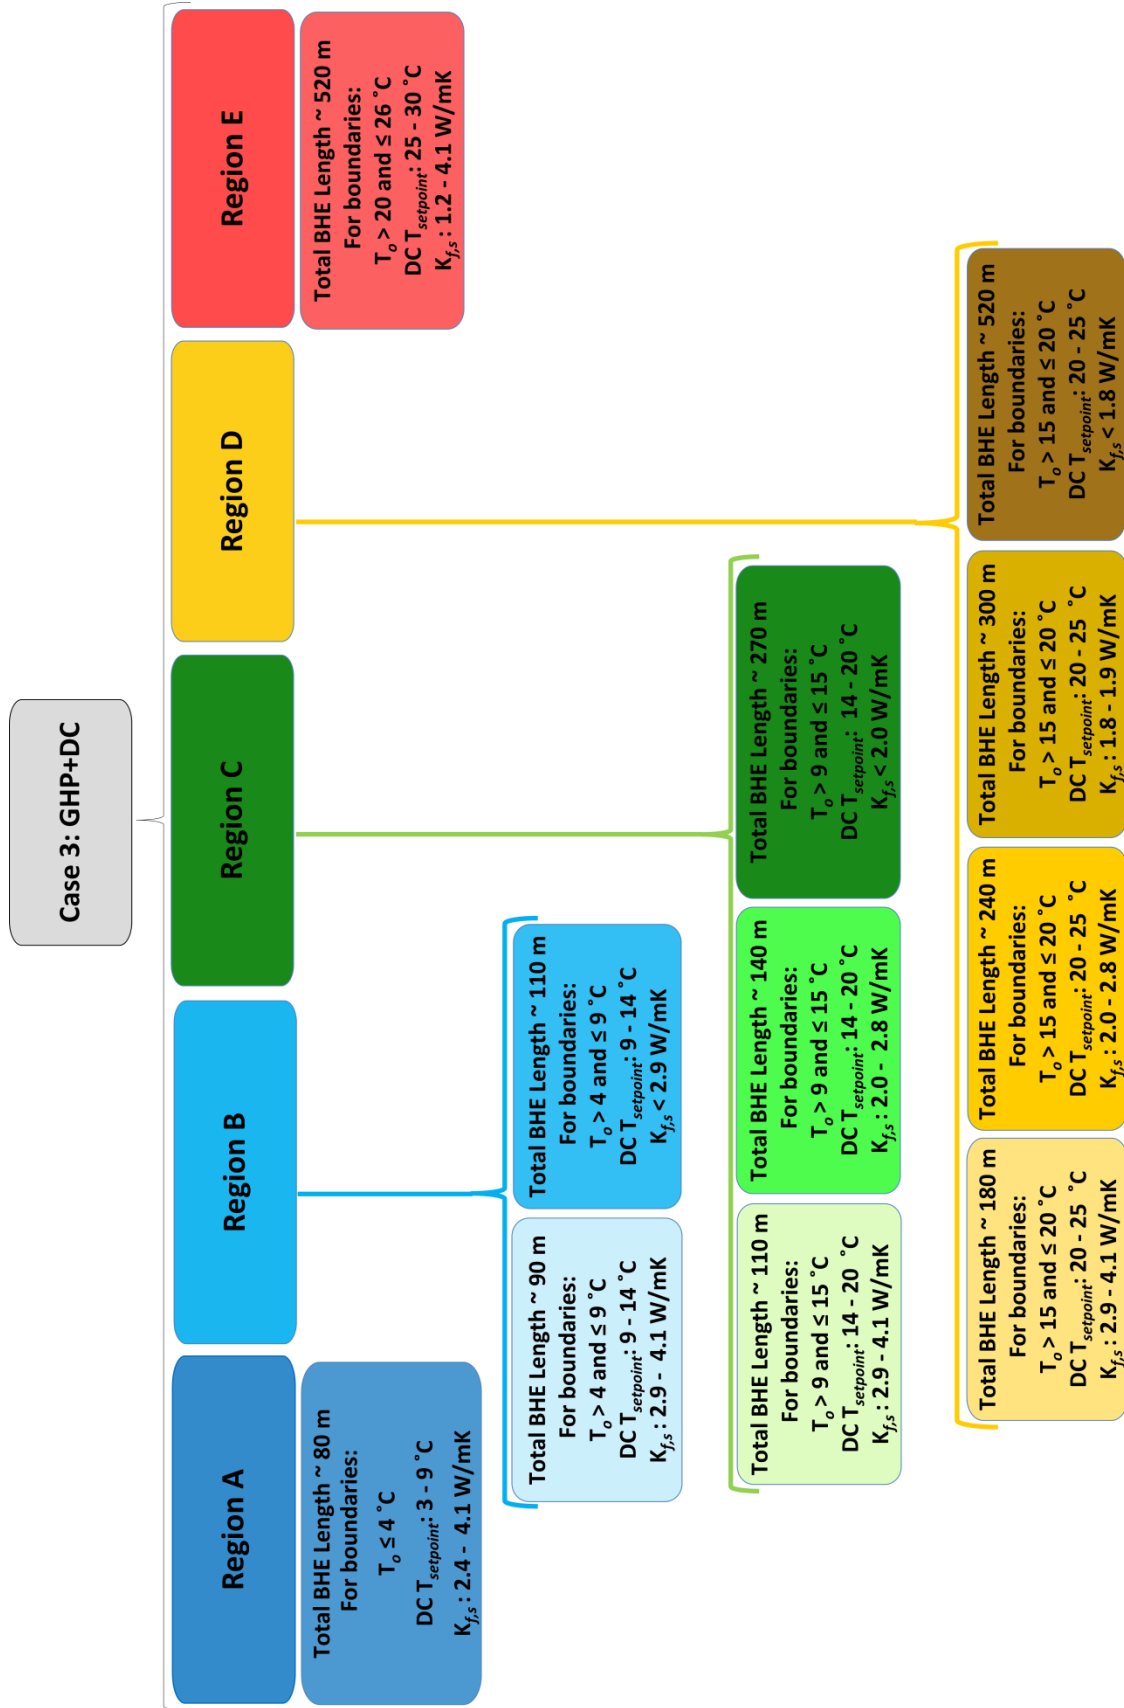 Case 3: GHP+DC
Region A
Region B
Region C
Region D
Region E
Total BHE Length ~ 80 m
For boundaries:
To ≤ 4 ˚C
DC Tsetpoint: 3 - 9 ˚C
Kf,s : 2.4 - 4.1 W/mK
Total BHE Length ~ 520 m
For boundaries:
To > 20 and ≤ 26 ˚C
DC Tsetpoint: 25 - 30 ˚C
Kf,s : 1.2 - 4.1 W/mK
Total BHE Length ~ 90 m
For boundaries:
To > 4 and ≤ 9 ˚C
DC Tsetpoint: 9 - 14 ˚C
Kf,s : 2.9 - 4.1 W/mK
Total BHE Length ~ 110 m
For boundaries:
To > 4 and ≤ 9 ˚C
DC Tsetpoint: 9 - 14 ˚C
Kf,s < 2.9 W/mK
Total BHE Length ~ 110 m
For boundaries:
To > 9 and ≤ 15 ˚C
DC Tsetpoint: 14 - 20 ˚C
Kf,s : 2.9 - 4.1 W/mK
Total BHE Length ~ 140 m
For boundaries:
To > 9 and ≤ 15 ˚C
DC Tsetpoint: 14 - 20 ˚C
Kf,s : 2.0 - 2.8 W/mK
Total BHE Length ~ 270 m
For boundaries:
To > 9 and ≤ 15 ˚C
DC Tsetpoint: 14 - 20 ˚C
Kf,s < 2.0 W/mK
Total BHE Length ~ 180 m
For boundaries:
To > 15 and ≤ 20 ˚C
DC Tsetpoint: 20 - 25 ˚C
Kf,s : 2.9 - 4.1 W/mK
Total BHE Length ~ 240 m
For boundaries:
To > 15 and ≤ 20 ˚C
DC Tsetpoint: 20 - 25 ˚C
Kf,s : 2.0 - 2.8 W/mK
Total BHE Length ~ 300 m
For boundaries:
To > 15 and ≤ 20 ˚C
DC Tsetpoint: 20 - 25 ˚C
Kf,s : 1.8 - 1.9 W/mK
Total BHE Length ~ 520 m
For boundaries:
To > 15 and ≤ 20 ˚C
DC Tsetpoint: 20 - 25 ˚C
Kf,s < 1.8 W/mK